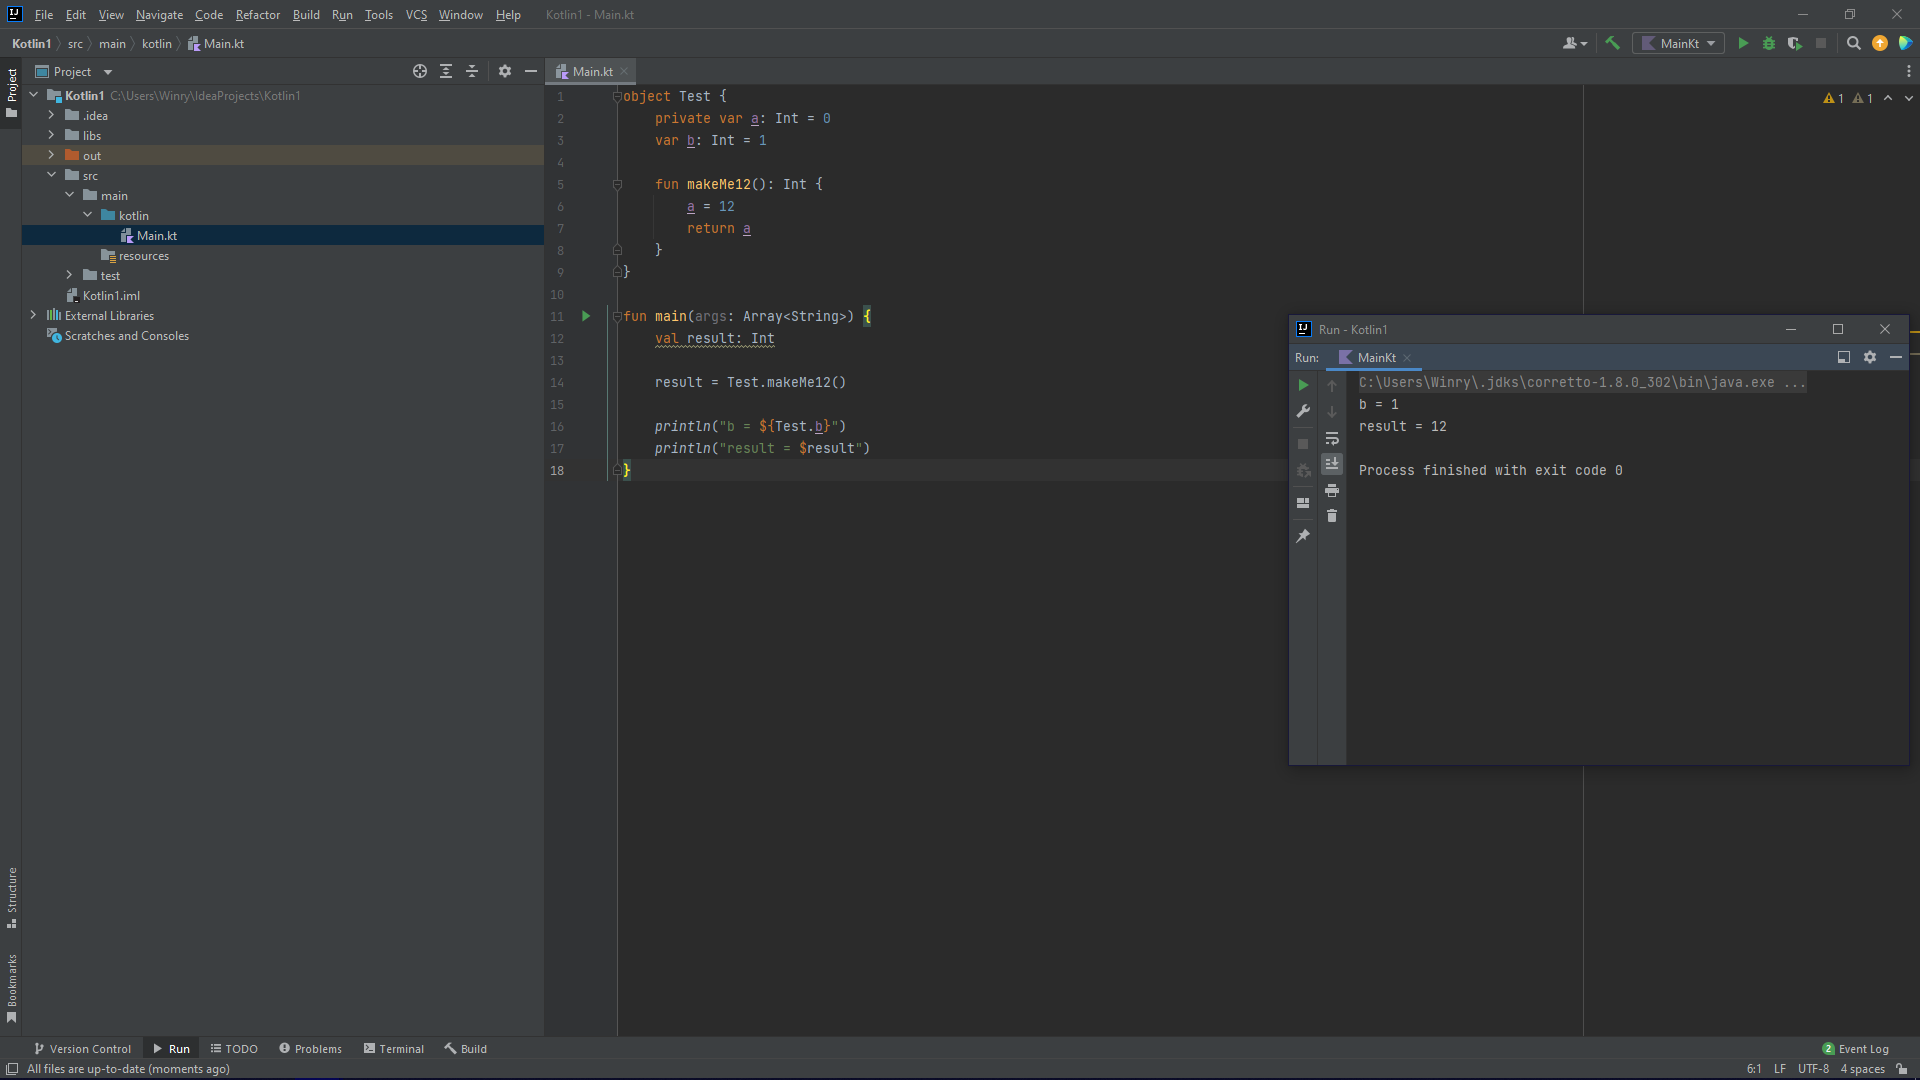 File Edit View Navigate Code Refactor Build Run Tools VCS Window Help Kotlin1 - Main.kt
Kotlin1 src main kotlin Main.kt MainKt
Project Main.kt
Project
Structure
Bookmarks
Kotlin1 C:\Users\Winry\IdeaProjects\Kotlin1
.idea
libs
out
src
main
kotlin
Main.kt
resources
test
Kotlin1.iml
External Libraries
Scratches and Consoles
1 1
1 object Test {
2 private var a: Int = 0
3 var b: Int = 1
4
5 fun makeMe12(): Int {
6 a = 12
7 return a
8 }
9 }
10
11 fun main(args: Array<String>) {
12 val result: Int
13
14 result = Test.makeMe12()
15
16 println("b = ${Test.b}")
17 println("result = $result")
18 }
Run - Kotlin1
Run: MainKt
C:\Users\Winry\.jdks\corretto-1.8.0_302\bin\java.exe ...
b = 1
result = 12
Process finished with exit code 0
Version Control Run TODO Problems Terminal Build 2 Event Log
All files are up-to-date (moments ago) 6:1 LF UTF-8 4 spaces